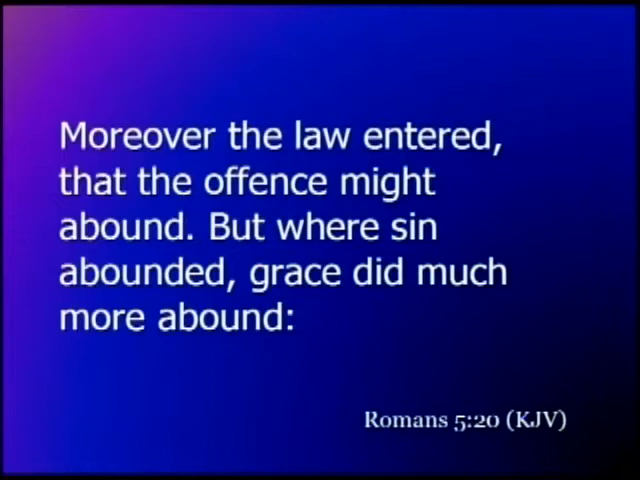 Moreover the law entered,
that the offence might
abound. But where sin
abounded, grace did much
more abound:
Romans 5:20 (KJV)